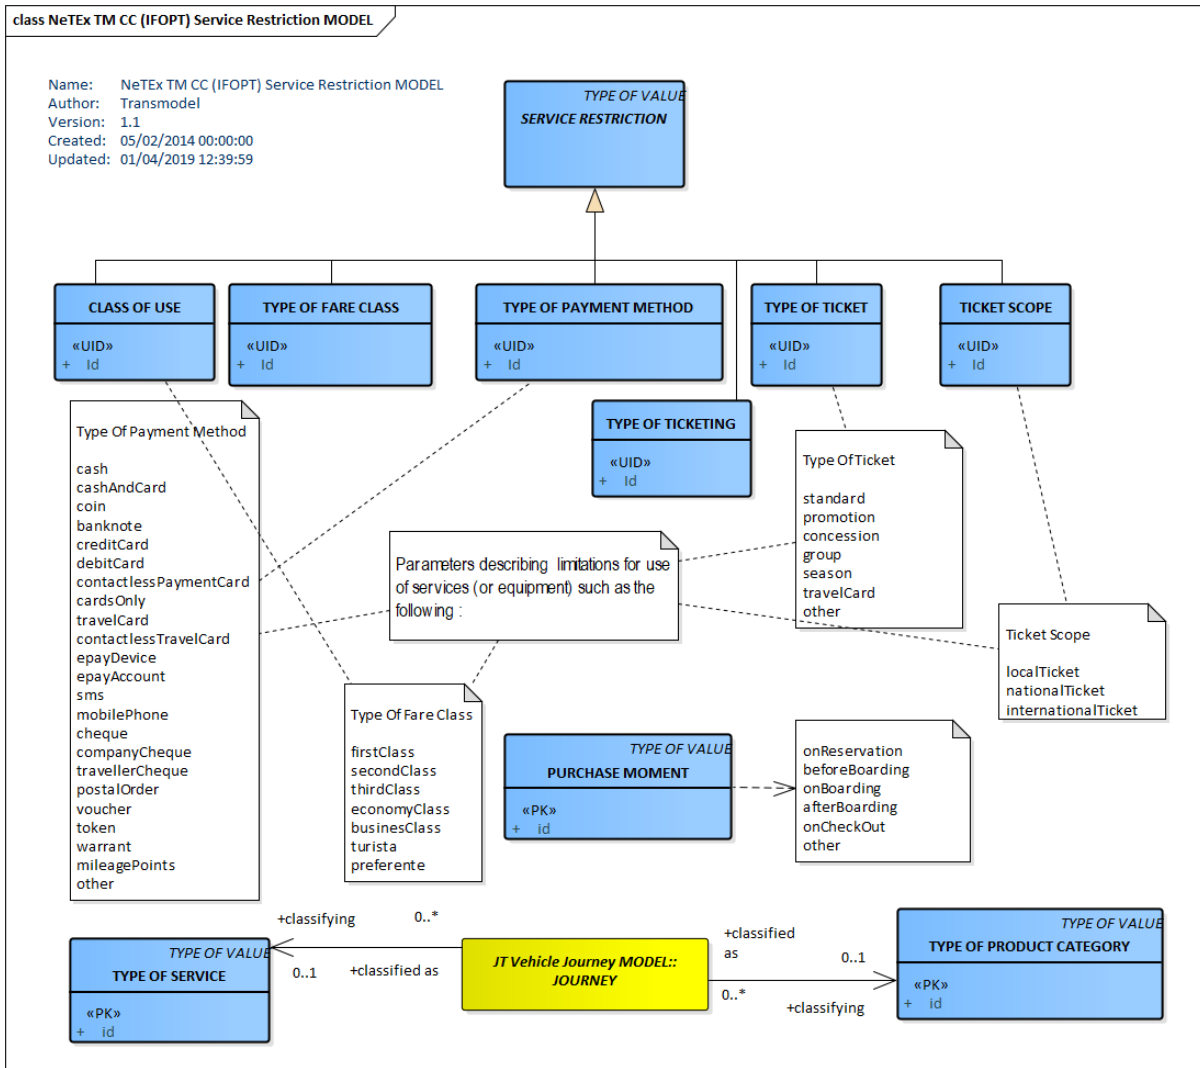 class NeTEx TM CC (IFOPT) Service Restriction MODEL
Name: NeTEx TM CC (IFOPT) Service Restriction MODEL
Author: Transmodel
Version: 1.1
Created: 05/02/2014 00:00:00
Updated: 01/04/2019 12:39:59
TYPE OF VALUE
SERVICE RESTRICTION
CLASS OF USE
«UID»
+ Id
TYPE OF FARE CLASS
«UID»
+ Id
TYPE OF PAYMENT METHOD
«UID»
+ Id
TYPE OF TICKET
«UID»
+ Id
TICKET SCOPE
«UID»
+ Id
TYPE OF TICKETING
«UID»
+ Id
Type Of Payment Method
cash
cashAndCard
coin
banknote
creditCard
debitCard
contactlessPaymentCard
cardsOnly
travelCard
contactlessTravelCard
epayDevice
epayAccount
sms
mobilePhone
cheque
companyCheque
travellerCheque
postalOrder
voucher
token
warrant
mileagePoints
other
Parameters describing limitations for use
of services (or equipment) such as the
following :
Type OfTicket
standard
promotion
concession
group
season
travelCard
other
Ticket Scope
localTicket
nationalTicket
internationalTicket
Type Of Fare Class
firstClass
secondClass
thirdClass
economyClass
businesClass
turista
preferente
TYPE OF VALUE
PURCHASE MOMENT
«PK»
+ id
onReservation
beforeBoarding
onBoarding
afterBoarding
onCheckOut
other
TYPE OF VALUE
TYPE OF SERVICE
«PK»
+ id
+classifying
0..*
0..1
+classified as
JT Vehicle Journey MODEL::
JOURNEY
+classified
as
0..1
0..*
+classifying
TYPE OF VALUE
TYPE OF PRODUCT CATEGORY
«PK»
+ id